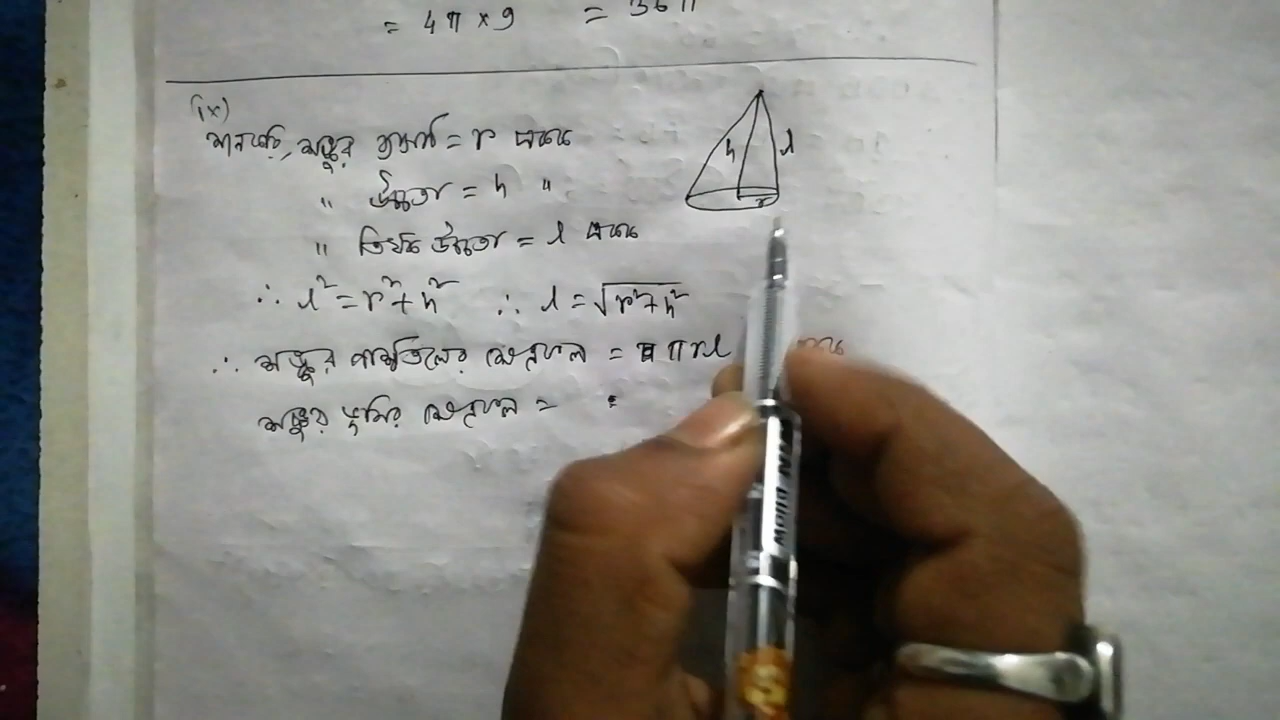 = 4π × 9 = 36π
(ix)
মনেকরি, শঙ্কুর ব্যাসার্ধ = r একক
" উচ্চতা = h "
" তির্যক উচ্চতা = l একক
∴ l² = r² + h² ∴ l = √r² + h²
∴ শঙ্কুর পার্শ্বতলের ক্ষেত্রফল = πrl
শঙ্কুর ভূমির ক্ষেত্রফল =
h
l
r